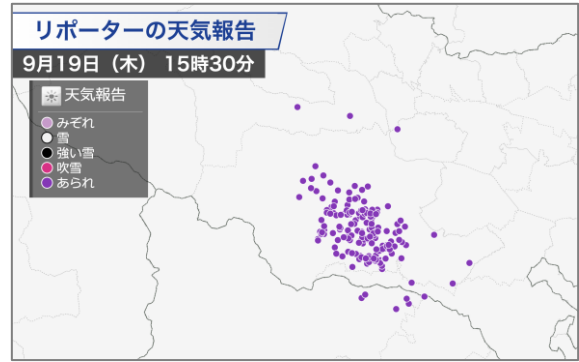 リポーターの天気報告
9月19日（木） 15時30分
天気報告
みぞれ
雪
強い雪
吹雪
あられ